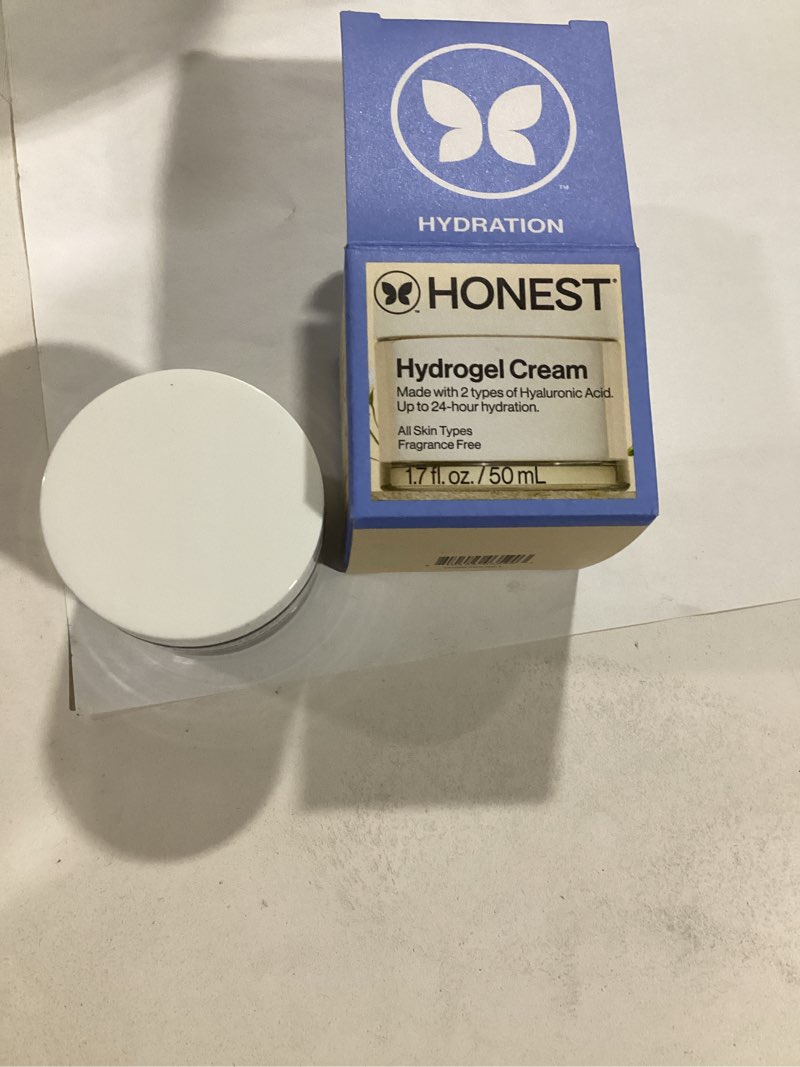 HYDRATION
HONEST
Hydrogel Cream
Made with 2 types of Hyaluronic Acid.
Up to 24-hour hydration.
All Skin Types
Fragrance Free
1.7 fl. oz. / 50 mL